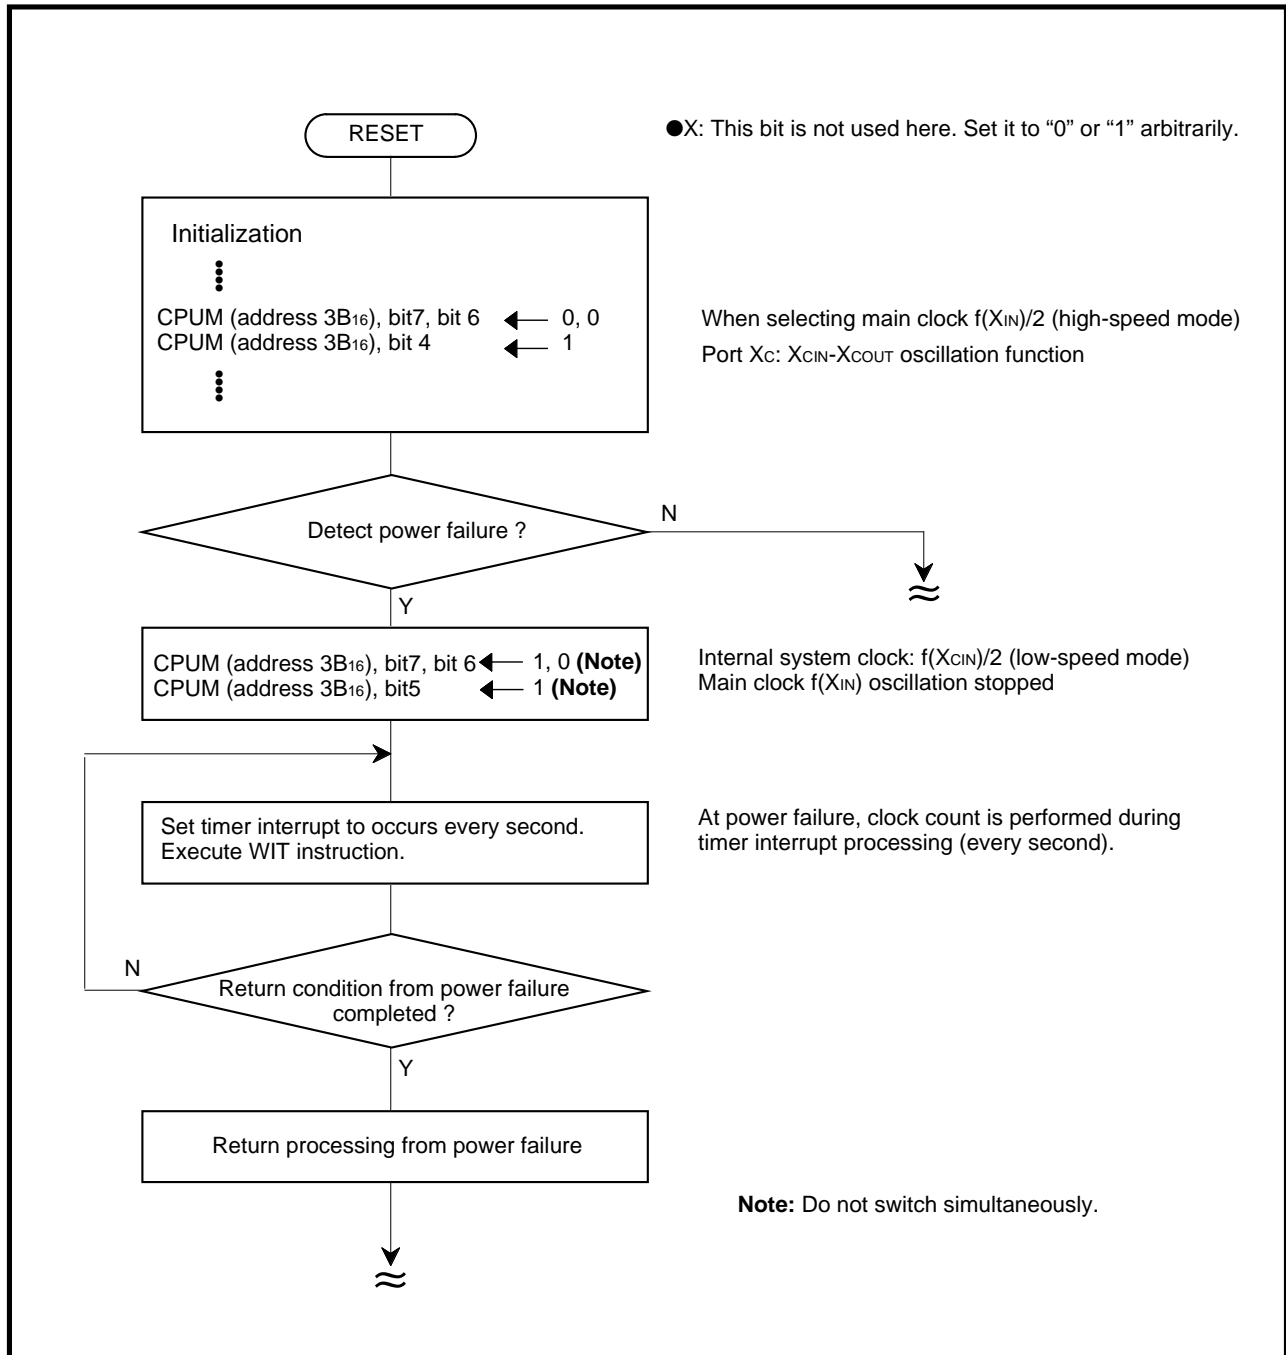 RESET
●X: This bit is not used here. Set it to “0” or “1” arbitrarily.
Initialization
CPUM (address 3B16), bit7, bit 6 0, 0
When selecting main clock f(XIN)/2 (high-speed mode)
CPUM (address 3B16), bit 4 1
Port XC: XCIN-XCOUT oscillation function
Detect power failure ?
N
Y
CPUM (address 3B16), bit7, bit 6 1, 0 (Note)
Internal system clock: f(XCIN)/2 (low-speed mode)
CPUM (address 3B16), bit5 1 (Note)
Main clock f(XIN) oscillation stopped
Set timer interrupt to occurs every second.
Execute WIT instruction.
At power failure, clock count is performed during
timer interrupt processing (every second).
N
Return condition from power failure
completed ?
Y
Return processing from power failure
Note: Do not switch simultaneously.